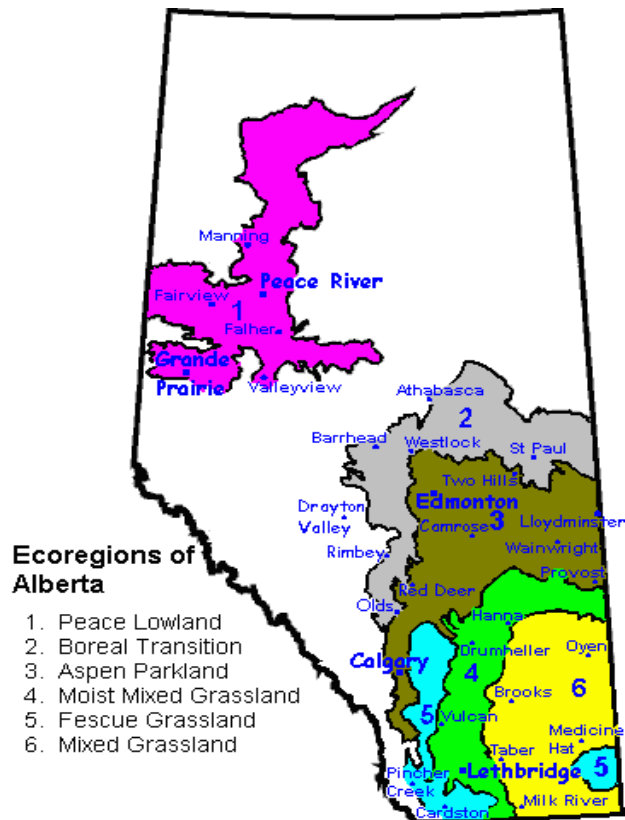 Manning
Peace River
Fairview
1
Falher
Grande
Prairie
Valleyview
Athabasca
2
Barrhead
Westlock
St Paul
Two Hills
Edmonton
Drayton
Valley
3
Camrose
Lloydminster
Wainwright
Rimbey
Provost
Red Deer
Olds
Hanna
Drumheller
Oyen
Calgary
4
6
Brooks
5
Vulcan
Medicine
Hat
Taber
5
Pincher
Creek
Lethbridge
Milk River
Cardston
Ecoregions of
Alberta
1. Peace Lowland
2. Boreal Transition
3. Aspen Parkland
4. Moist Mixed Grassland
5. Fescue Grassland
6. Mixed Grassland